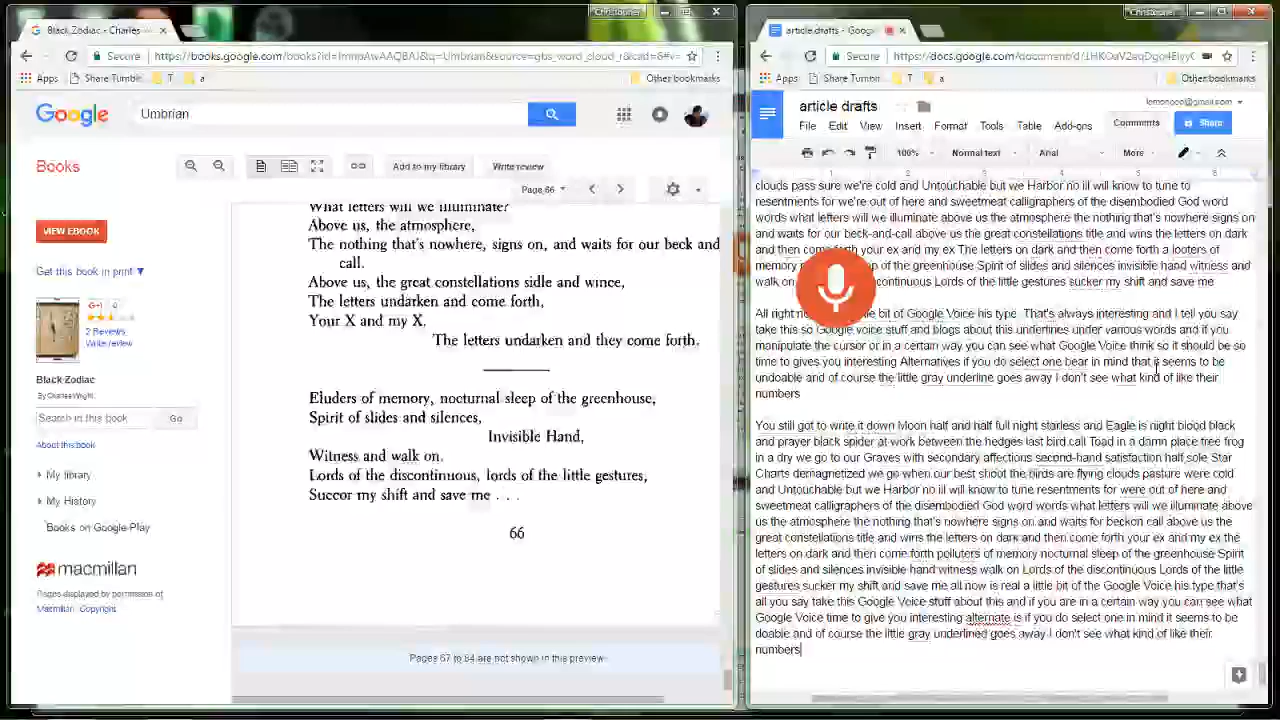 Christopher
Black Zodiac - Charles
Secure
https://books.google.com/books?id=
Apps
Share Tumblr
T
a
Other bookmarks
Google
Umbrian
Books
Add to my library
Write review
Page 66
VIEW EBOOK
Get this book in print ▼
G+1
0
2 Reviews
Write review
Black Zodiac
By Charles Wright
Search in this book
Go
About this book
My library
My History
Books on Google Play
macmillan
Pages displayed by permission of
Macmillan. Copyright.
What letters will we illuminate?
Above us, the atmosphere,
The nothing that's nowhere, signs on, and waits for our beck and
call.
Above us, the great constellations sidle and wince,
The letters undarken and come forth,
Your X and my X.
The letters undarken and they come forth.
Eluders of memory, nocturnal sleep of the greenhouse,
Spirit of slides and silences,
Invisible Hand,
Witness and walk on.
Lords of the discontinuous, lords of the little gestures,
Succor my shift and save me . . .
66
Pages 67 to 84 are not shown in this preview.
Christopher
article drafts - Goog
Secure
https://docs.google.com/document/d/
Apps
Share Tumblr
T
a
Other bookmarks
article drafts
File
Edit
View
Insert
Format
Tools
Table
Add-ons
Comments
Share
100%
Normal text
Arial
More
1
2
3
4
5
6
clouds pass sure we're cold and Untouchable but we Harbor no ill will know to tune to
resentments for we're out of here and sweetmeat calligraphers of the disembodied God word
words what letters will we illuminate above us the atmosphere the nothing that's nowhere signs on
and waits for our beck-and-call above us the great constellations title and wins the letters on dark
and then come forth your ex and my ex The letters on dark and then come forth a looters of
memory of the greenhouse Spirit of slides and silences invisible hand witness and
walk on discontinuous Lords of the little gestures sucker my shift and save me
All right bit of Google Voice his type. That's always interesting and I tell you say
take this so Google voice stuff and blogs about this underlines under various words and if you
manipulate the cursor or in a certain way you can see what Google Voice think so it should be so
time to gives you interesting Alternatives if you do select one bear in mind that it seems to be
undoable and of course the little gray underline goes away I don't see what kind of like their
numbers
You still got to write it down Moon half and half full night starless and Eagle is night blood black
and prayer black spider at work between the hedges last bird call Toad in a damn place tree frog
in a dry we go to our Graves with secondary affections second-hand satisfaction half sole Star
Charts demagnetized we go when our best shoot the birds are flying clouds pasture were cold
and Untouchable but we Harbor no ill will know to tune resentments for were out of here and
sweetmeat calligraphers of the disembodied God word words what letters will we illuminate above
us the atmosphere the nothing that's nowhere signs on and waits for beckon call above us the
great constellations title and wins the letters on dark and then come forth your ex and my ex the
letters on dark and then come forth polluters of memory nocturnal sleep of the greenhouse Spirit
of slides and silences invisible hand witness walk on Lords of the discontinuous Lords of the little
gestures sucker my shift and save me all now is real a little bit of the Google Voice his type that's
all you say take this Google Voice stuff about this and if you are in a certain way you can see what
Google Voice time to give you interesting alternate is if you do select one in mind it seems to be
doable and of course the little gray underlined goes away I don't see what kind of like their
numbers